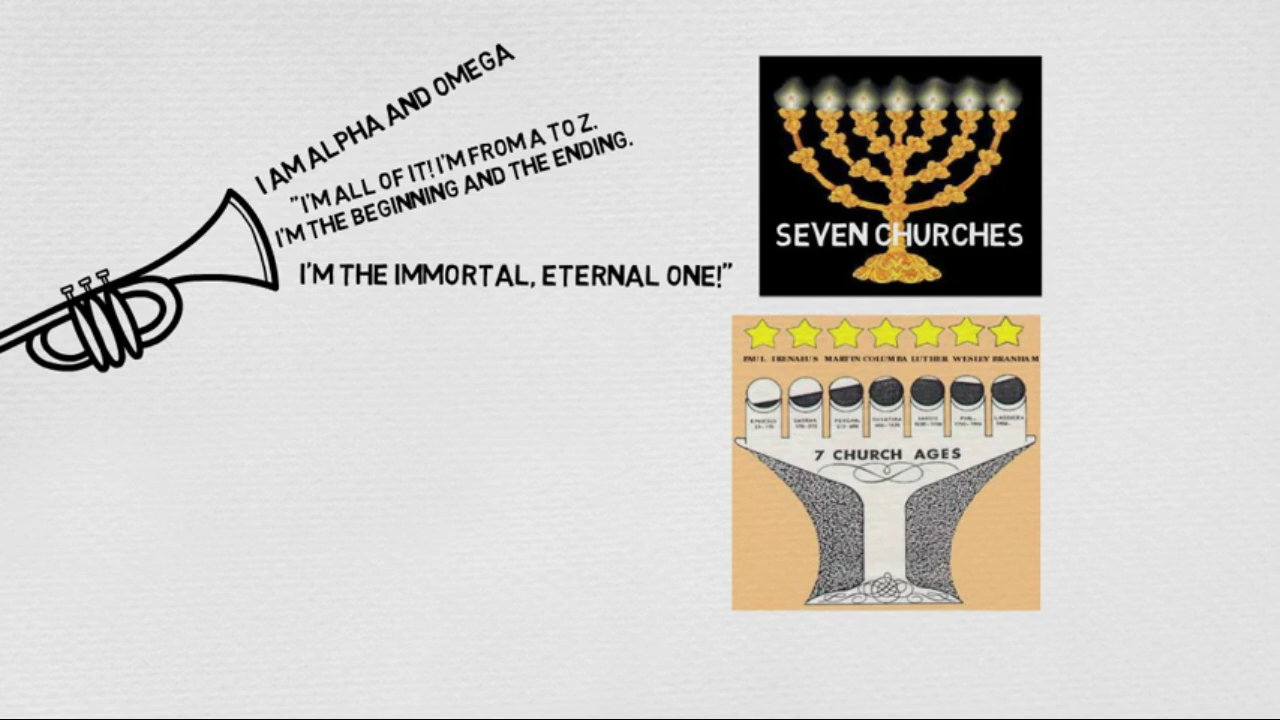 I AM ALPHA AND OMEGA
"I'M ALL OF IT! I'M FROM A TO Z.
I'M THE BEGINNING AND THE ENDING.
I'M THE IMMORTAL, ETERNAL ONE!"
SEVEN CHURCHES
PAUL IRENAEUS MARTIN COLUMBA LUTHER WESLEY BRANHAM
7 CHURCH AGES